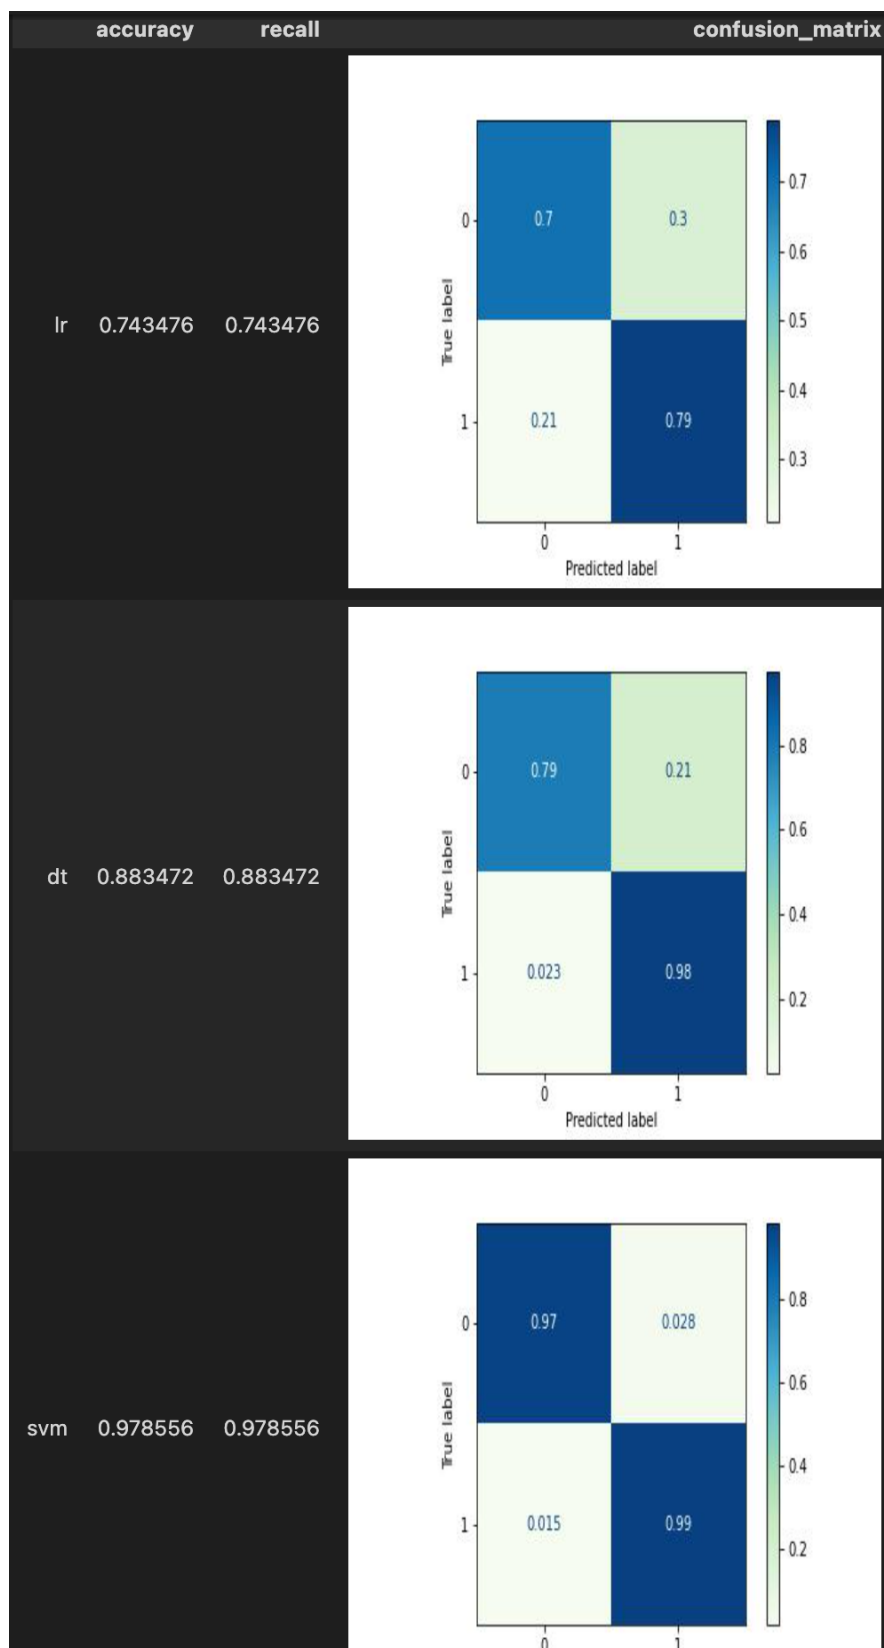 accuracy recall confusion_matrix
0.7
0 0.7 0.3
0.6
True label
0.5
lr 0.743476 0.743476
0.4
1 0.21 0.79
0.3
0 1
Predicted label
0.8
0 0.79 0.21
0.6
True label
dt 0.883472 0.883472
0.4
1 0.023 0.98
0.2
0 1
Predicted label
0.8
0 0.97 0.028
0.6
True label
svm 0.978556 0.978556
0.4
1 0.015 0.99
0.2
0 1